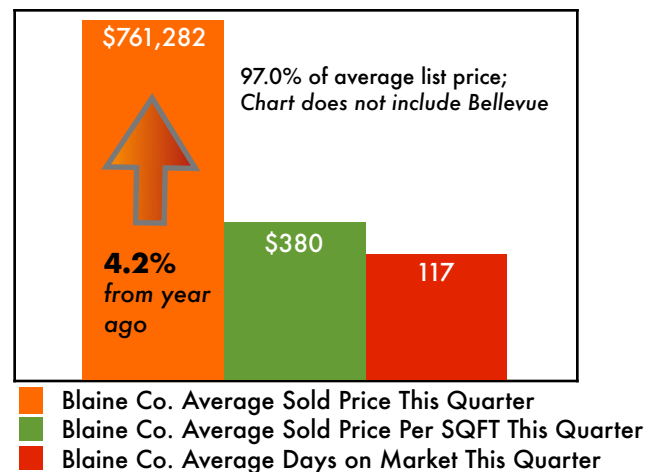 $761,282
97.0% of average list price;
Chart does not include Bellevue
4.2%
from year
ago
$380
117
Blaine Co. Average Sold Price This Quarter
Blaine Co. Average Sold Price Per SQFT This Quarter
Blaine Co. Average Days on Market This Quarter